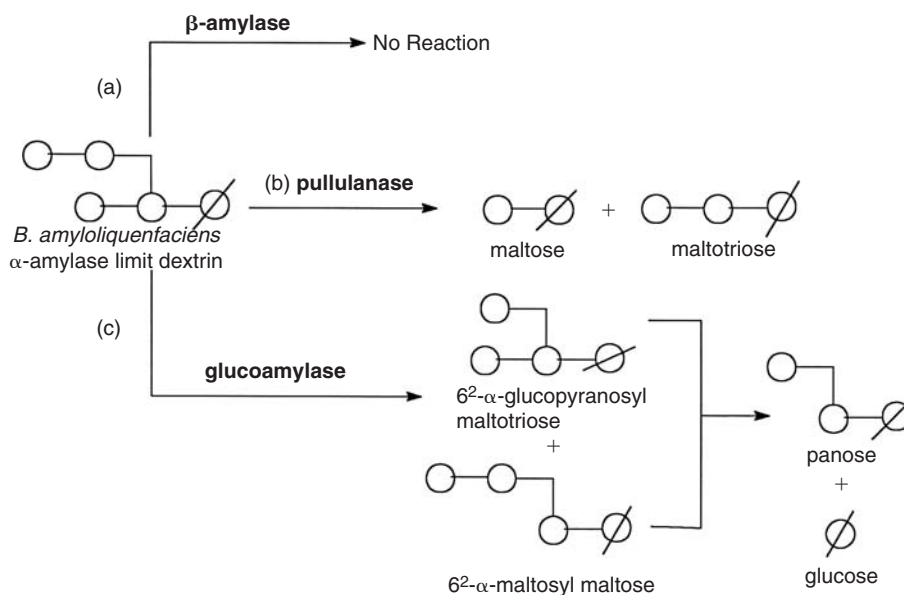 β-amylase
No Reaction
(a)
(b) pullulanase
B. amyloliquenfaciens
α-amylase limit dextrin
+
maltose
maltotriose
(c)
glucoamylase
6²-α-glucopyranosyl
maltotriose
+
6²-α-maltosyl maltose
panose
+
glucose